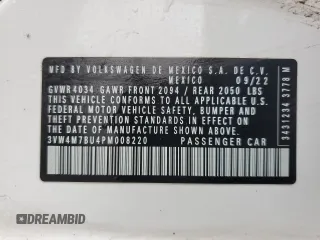 MFD BY VOLKSWAGEN DE MEXICO S.A. DE C.V.
MEXICO 09/22
GVWR 4034 GAWR FRONT 2094 / REAR 2050 LBS
THIS VEHICLE CONFORMS TO ALL APPLICABLE U.S.
FEDERAL MOTOR VEHICLE SAFETY, BUMPER AND
THEFT PREVENTION STANDARDS IN EFFECT ON THE
DATE OF MANUFACTURE SHOWN ABOVE
3VW4M7BU4PM008220 PASSENGER CAR
3431234 3778 M
DREAMBID